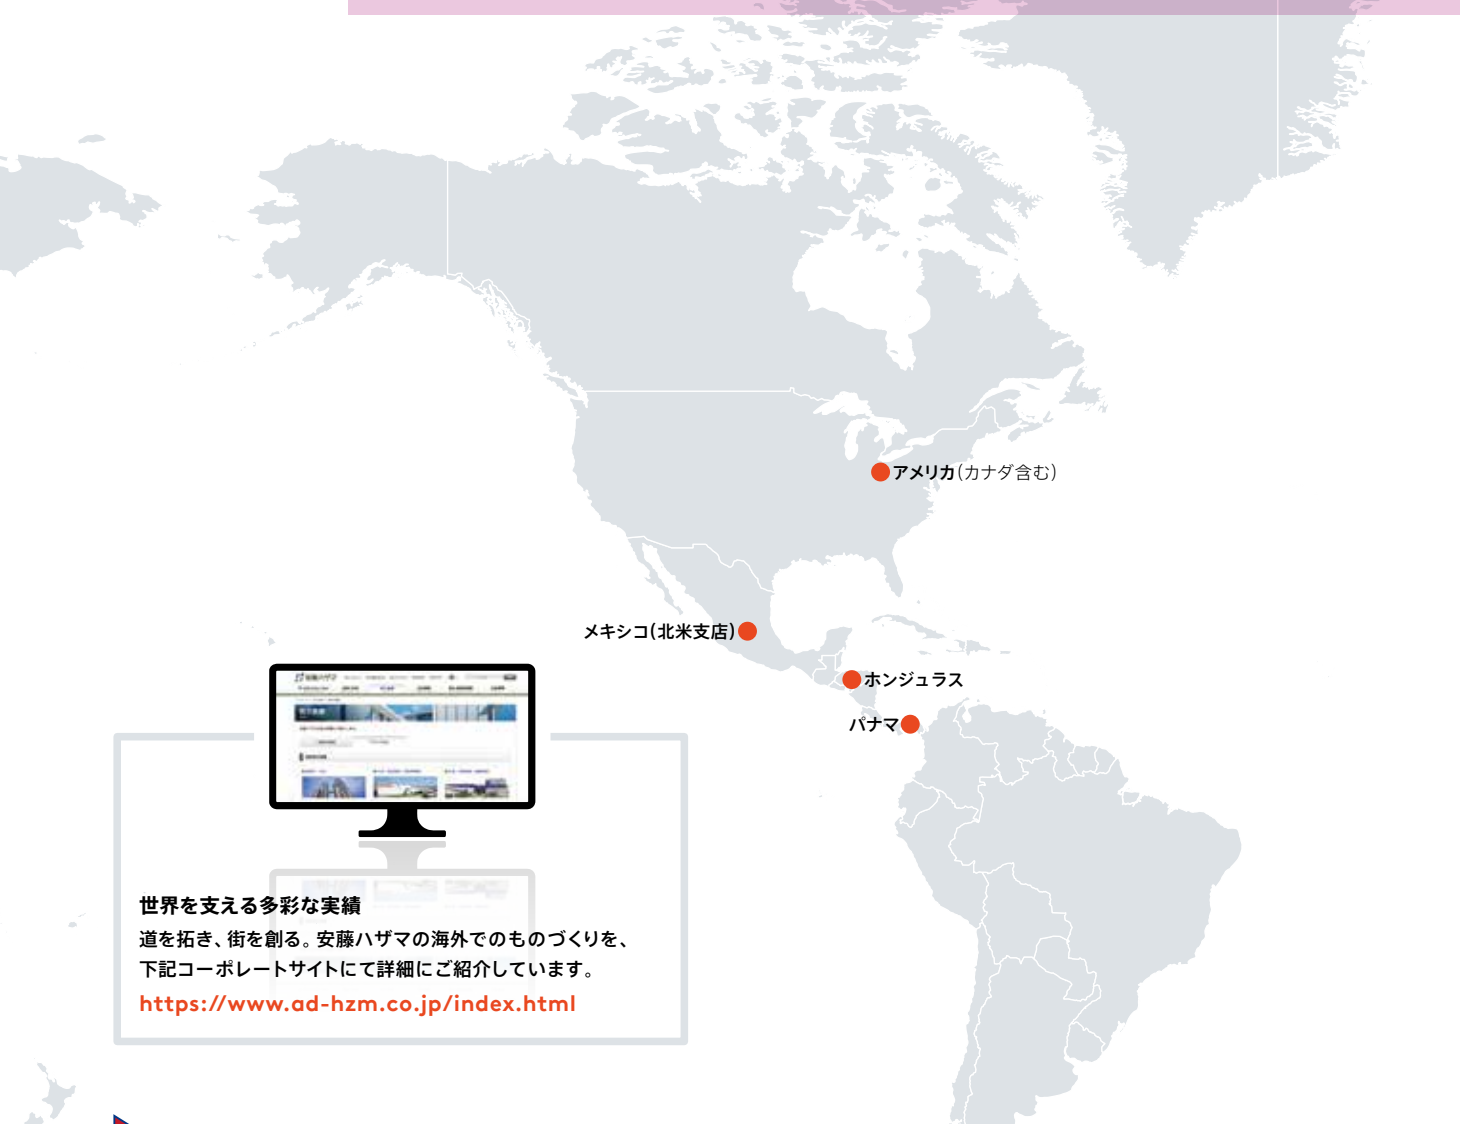 アメリカ(カナダ含む)
メキシコ(北米支店)
ホンジュラス
パナマ
世界を支える多彩な実績
道を拓き、街を創る。安藤ハザマの海外でのものづくりを、
下記コーポレートサイトにて詳細にご紹介しています。
https://www.ad-hzm.co.jp/index.html